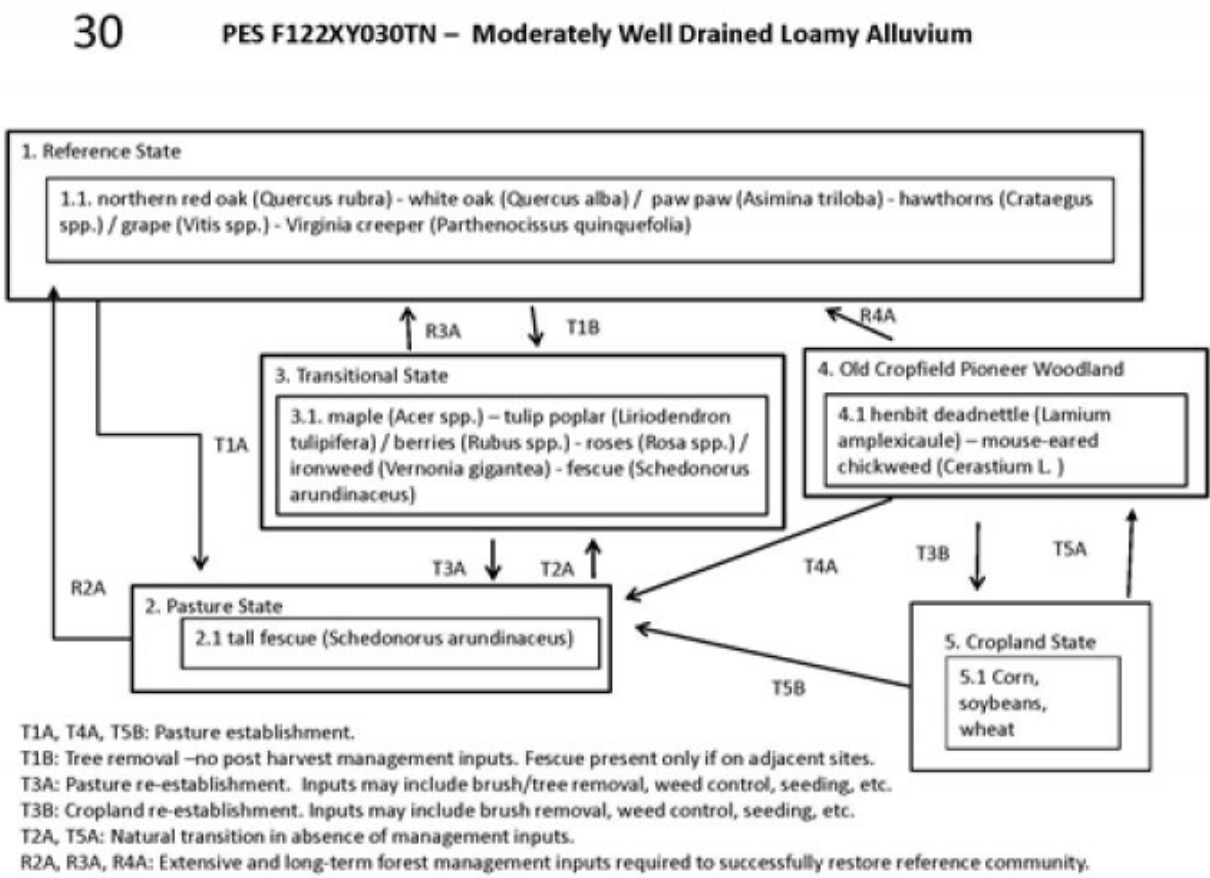 30
PES F122XY030TN – Moderately Well Drained Loamy Alluvium
1. Reference State
1.1. northern red oak (Quercus rubra) - white oak (Quercus alba) / paw paw (Asimina triloba) - hawthorns (Crataegus
spp.) / grape (Vitis spp.) - Virginia creeper (Parthenocissus quinquefolia)
R3A
T1B
R4A
3. Transitional State
3.1. maple (Acer spp.) – tulip poplar (Liriodendron
tulipifera) / berries (Rubus spp.) - roses (Rosa spp.) /
ironweed (Vernonia gigantea) - fescue (Schedonorus
arundinaceus)
4. Old Cropfield Pioneer Woodland
4.1 henbit deadnettle (Lamium
amplexicaule) – mouse-eared
chickweed (Cerastium L. )
T1A
T3A
T2A
T4A
T3B
T5A
R2A
2. Pasture State
2.1 tall fescue (Schedonorus arundinaceus)
T5B
5. Cropland State
5.1 Corn,
soybeans,
wheat
T1A, T4A, T5B: Pasture establishment.
T1B: Tree removal –no post harvest management inputs. Fescue present only if on adjacent sites.
T3A: Pasture re-establishment. Inputs may include brush/tree removal, weed control, seeding, etc.
T3B: Cropland re-establishment. Inputs may include brush removal, weed control, seeding, etc.
T2A, T5A: Natural transition in absence of management inputs.
R2A, R3A, R4A: Extensive and long-term forest management inputs required to successfully restore reference community.